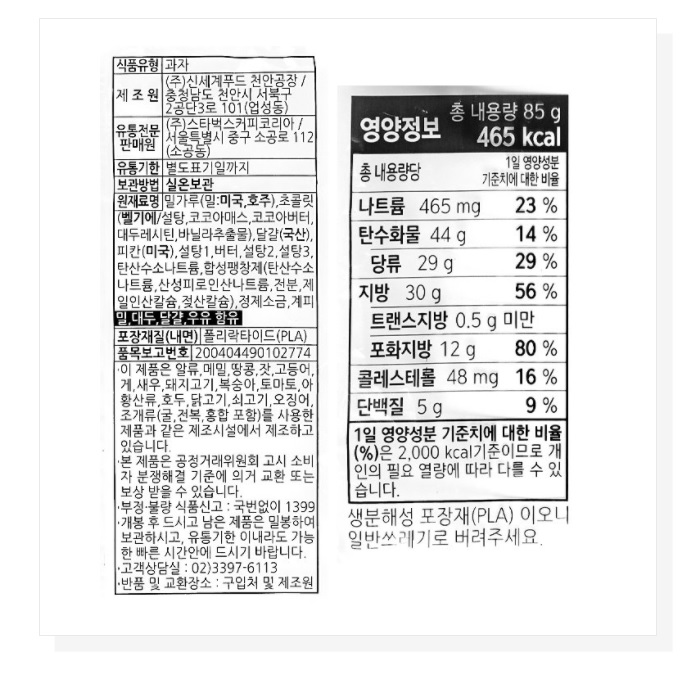 식품유형 과자
제 조 원 (주)신세계푸드 천안공장 /
충청남도 천안시 서북구
2공단3로 101(업성동)
유통전문
판매원
(주)스타벅스커피코리아 /
서울특별시 중구 소공로 112
(소공동)
유통기한 별도표기일까지
보관방법 실온보관
원재료명 밀가루(밀:미국,호주),초콜릿
(벨기에/설탕,코코아매스,코코아버터,
대두레시틴,바닐라추출물),달걀(국산),
피칸(미국),설탕1,버터,설탕2,설탕3,
탄산수소나트륨,합성팽창제(탄산수소
나트륨,산성피로인산나트륨,전분,제
일인산칼슘,젖산칼슘),정제소금,계피
밀,대두,달걀,우유 함유
포장재질(내면) 폴리락타이드(PLA)
품목보고번호 200404490102774
·이 제품은 알류,메밀,땅콩,잣,고등어,
게,새우,돼지고기,복숭아,토마토,아
황산류,호두,닭고기,쇠고기,오징어,
조개류(굴,전복,홍합 포함)를 사용한
제품과 같은 제조시설에서 제조하고
있습니다.
·본 제품은 공정거래위원회 고시 소비
자 분쟁해결 기준에 의거 교환 또는
보상 받을 수 있습니다.
·부정·불량 식품신고 : 국번없이 1399
·개봉 후 드시고 남은 제품은 밀봉하여
보관하시고, 유통기한 이내라도 가능
한 빠른 시간안에 드시기 바랍니다.
·고객상담실 : 02)3397-6113
·반품 및 교환장소 : 구입처 및 제조원
영양정보 총 내용량 85 g
465 kcal
총 내용량당 1일 영양성분
기준치에 대한 비율
나트륨 465 mg 23 %
탄수화물 44 g 14 %
당류 29 g 29 %
지방 30 g 56 %
트랜스지방 0.5 g 미만
포화지방 12 g 80 %
콜레스테롤 48 mg 16 %
단백질 5 g 9 %
1일 영양성분 기준치에 대한 비율
(%)은 2,000 kcal기준이므로 개
인의 필요 열량에 따라 다를 수 있
습니다.
생분해성 포장재(PLA) 이오니
일반쓰레기로 버려주세요.